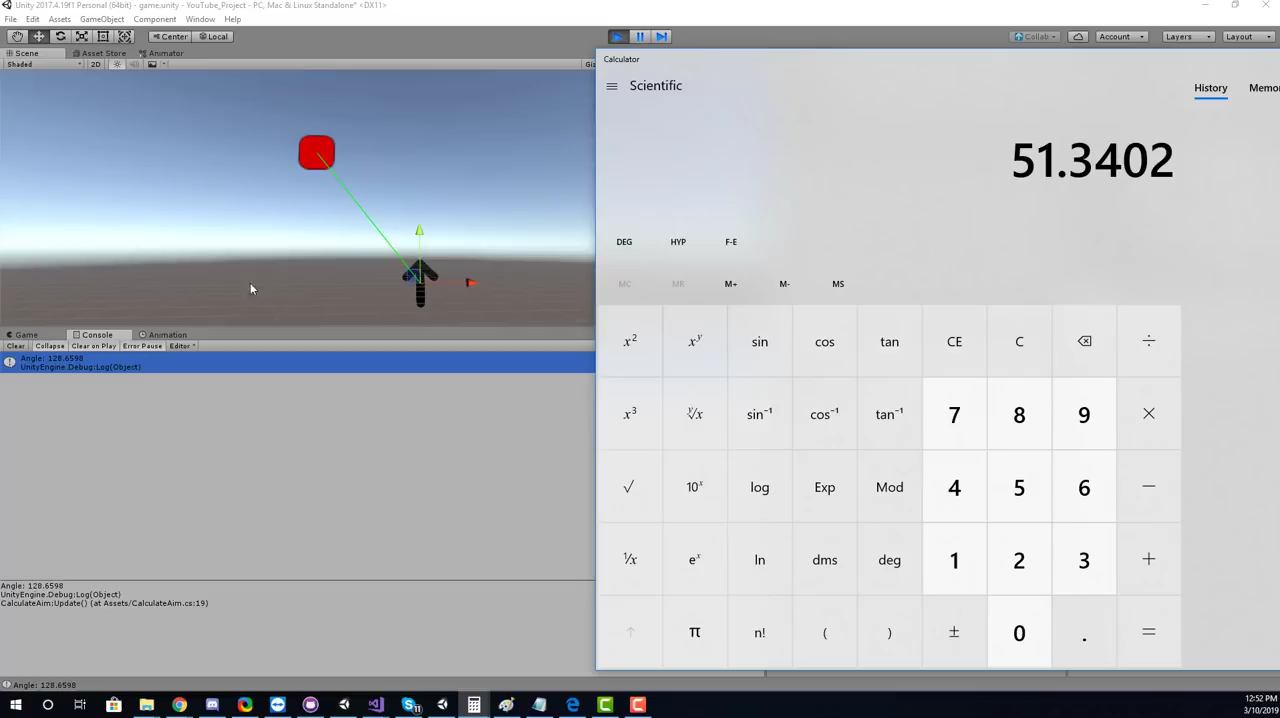 Unity 2017.4.19f1 Personal (64bit) - game.unity - YouTube_Project - PC, Mac & Linux Standalone* <DX11>
File Edit Assets GameObject Component Window Help
Center Local
Collab Account Layers Layout
Scene Asset Store Animator
Shaded 2D Giz
Calculator
Scientific
History Memor
51.3402
DEG HYP F-E
MC MR M+ M- MS
x² xʸ sin cos tan CE C ÷
x³ ʸ√x sin⁻¹ cos⁻¹ tan⁻¹ 7 8 9 ×
√ 10ˣ log Exp Mod 4 5 6 −
¹/x eˣ ln dms deg 1 2 3 +
↑ π n! ( ) ± 0 . =
Game Console Animation
Clear Collapse Clear on Play Error Pause Editor
Angle: 128.6598
UnityEngine.Debug:Log(Object)
Angle: 128.6598
UnityEngine.Debug:Log(Object)
CalculateAim:Update() (at Assets/CalculateAim.cs:19)
Angle: 128.6598
11
12:52 PM
3/10/2019